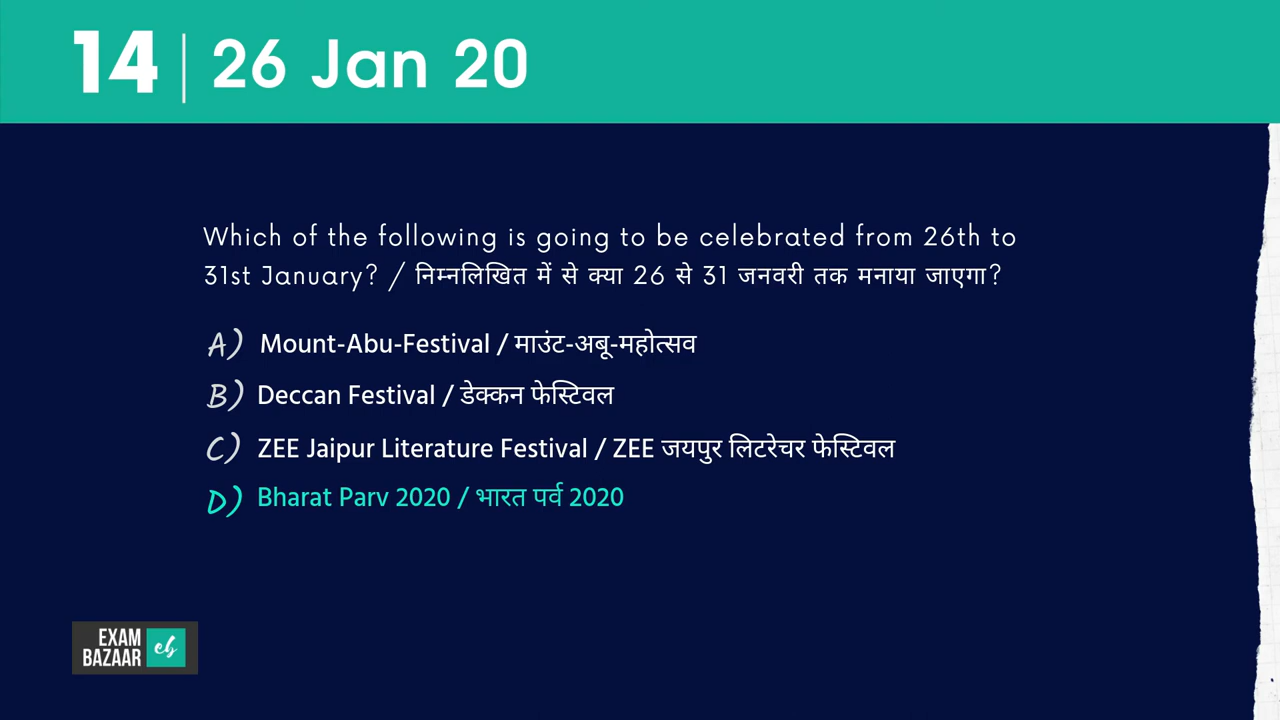 14 | 26 Jan 20
Which of the following is going to be celebrated from 26th to
31st January? / निम्नलिखित में से क्या 26 से 31 जनवरी तक मनाया जाएगा?
A) Mount-Abu-Festival / माउंट-अबू-महोत्सव
B) Deccan Festival / डेक्कन फेस्टिवल
C) ZEE Jaipur Literature Festival / ZEE जयपुर लिटरेचर फेस्टिवल
D) Bharat Parv 2020 / भारत पर्व 2020
EXAM
BAZAAR eb